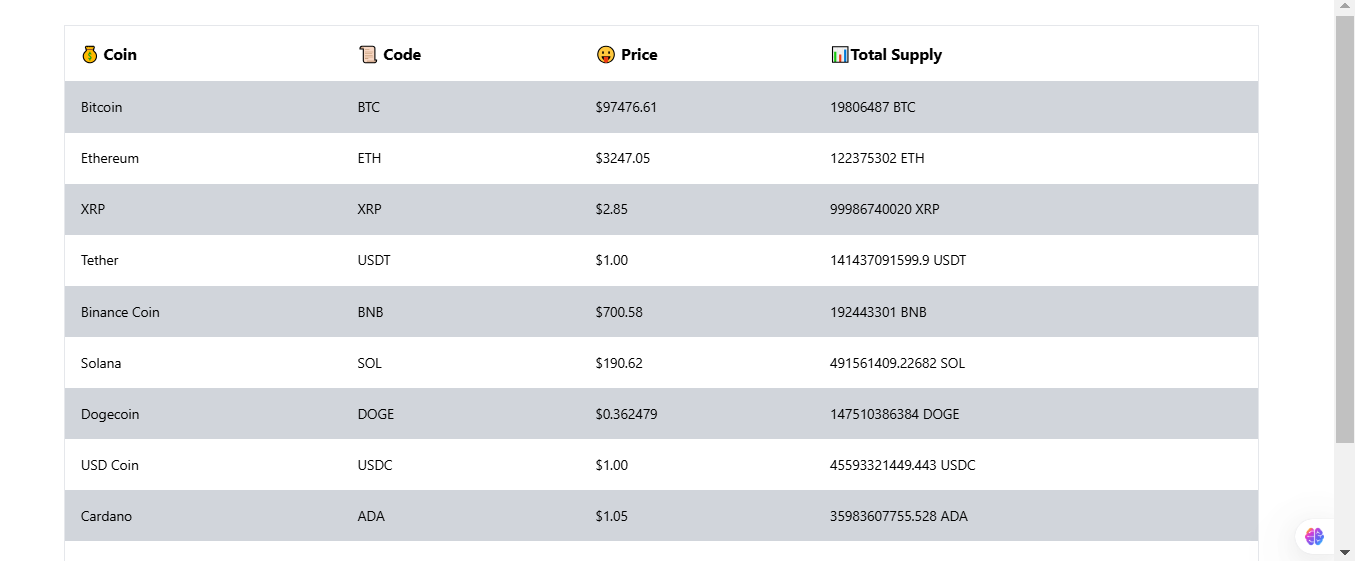 💰 Coin 📜 Code 😛 Price 📊Total Supply
Bitcoin BTC $97476.61 19806487 BTC
Ethereum ETH $3247.05 122375302 ETH
XRP XRP $2.85 99986740020 XRP
Tether USDT $1.00 141437091599.9 USDT
Binance Coin BNB $700.58 192443301 BNB
Solana SOL $190.62 491561409.22682 SOL
Dogecoin DOGE $0.362479 147510386384 DOGE
USD Coin USDC $1.00 45593321449.443 USDC
Cardano ADA $1.05 35983607755.528 ADA